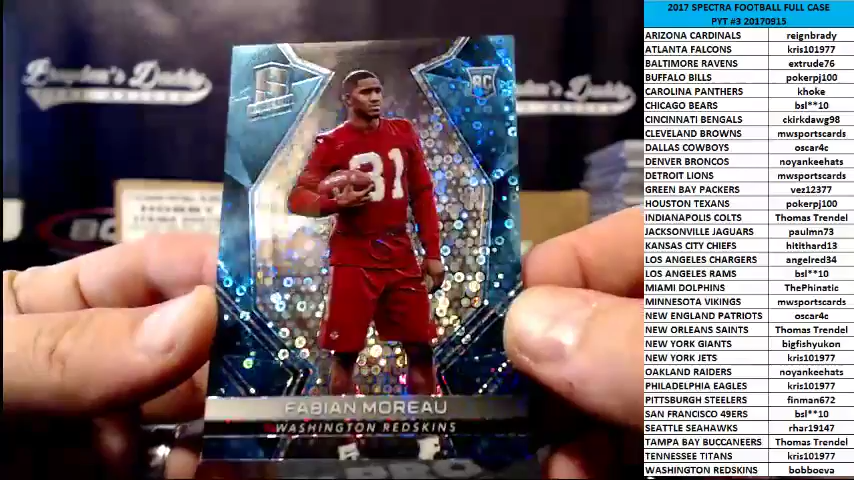 Brayden's Daddy
RC
31
FABIAN MOREAU
WASHINGTON REDSKINS
2017 SPECTRA FOOTBALL FULL CASE
PYT #3 20170915
ARIZONA CARDINALS reignbrady
ATLANTA FALCONS kris101977
BALTIMORE RAVENS extrude76
BUFFALO BILLS pokerpj100
CAROLINA PANTHERS khoke
CHICAGO BEARS bsl**10
CINCINNTI BENGALS ckirkdawg98
CLEVELAND BROWNS mwsportscards
DALLAS COWBOYS oscar4c
DENVER BRONCOS noyankeehats
DETROIT LIONS mwsportscards
GREEN BAY PACKERS vez12377
HOUSTON TEXANS pokerpj100
INDIANAPOLIS COLTS Thomas Trendel
JACKSONVILLE JAGUARS paulmn73
KANSAS CITY CHIEFS hitithard13
LOS ANGELES CHARGERS angelred34
LOS ANGELES RAMS bsl**10
MIAMI DOLPHINS ThePhinatic
MINNESOTA VIKINGS mwsportscards
NEW ENGLAND PATRIOTS oscar4c
NEW ORLEANS SAINTS Thomas Trendel
NEW YORK GIANTS bigfishyukon
NEW YORK JETS kris101977
OAKLAND RAIDERS noyankeehats
PHILADELPHIA EAGLES kris101977
PITTSBURGH STEELERS finman672
SAN FRANCISCO 49ERS bsl**10
SEATTLE SEAHAWKS rhar19147
TAMPA BAY BUCCANEERS Thomas Trendel
TENNESSEE TITANS kris101977
WASHINGTON REDSKINS bobboeva